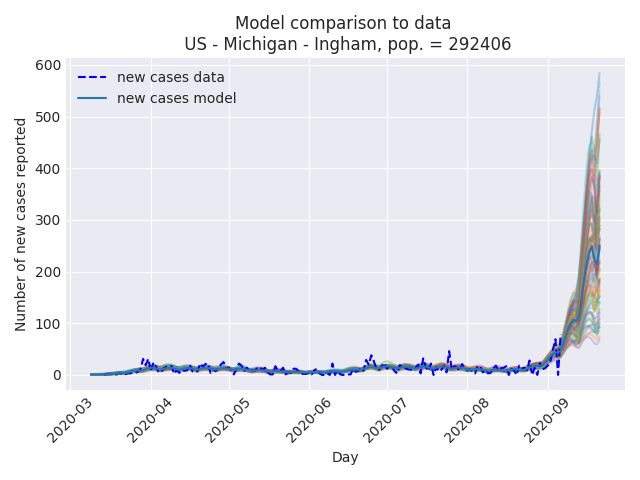 Model comparison to data
US - Michigan - Ingham, pop. = 292406
new cases data
new cases model
Number of new cases reported
600
500
400
300
200
100
0
2020-03
2020-04
2020-05
2020-06
2020-07
2020-08
2020-09
Day